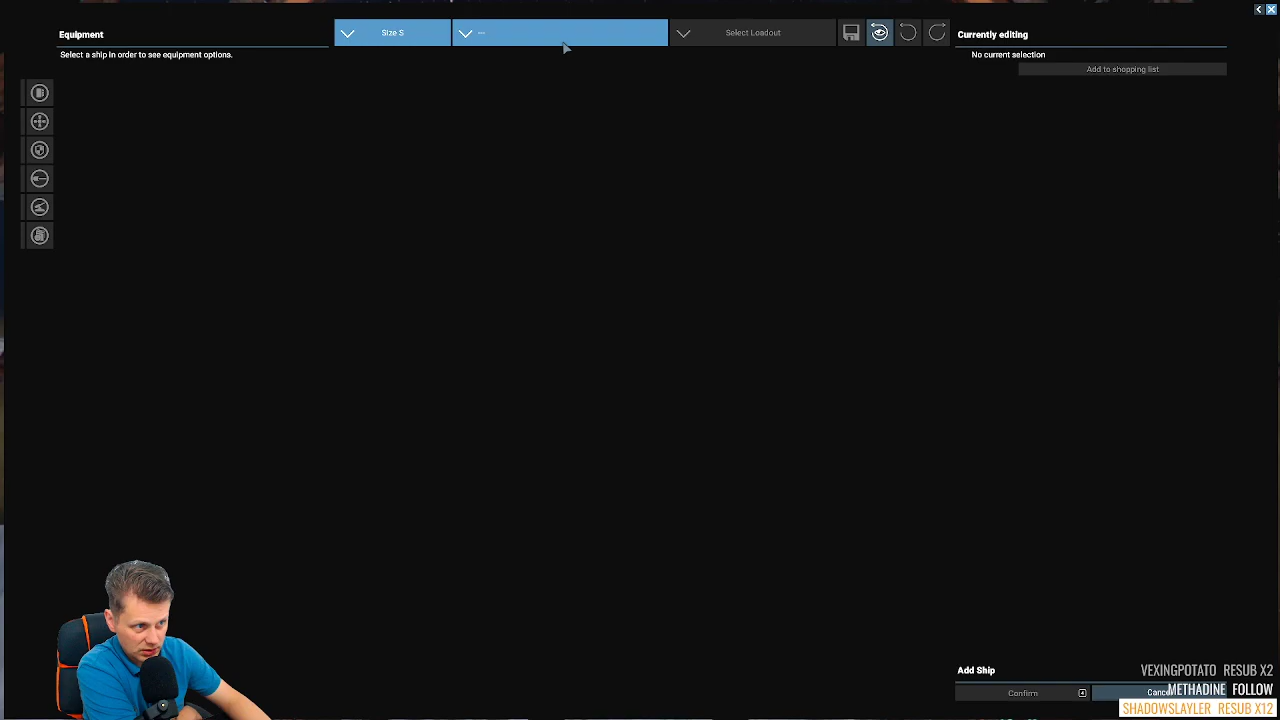 Equipment
Select a ship in order to see equipment options.
Size S
---
Select Loadout
Currently editing
No current selection
Add to shopping list
Add Ship
Confirm
VEXINGPOTATO RESUB X2
METHADINE FOLLOW
SHADOWSLAYLER RESUB X12